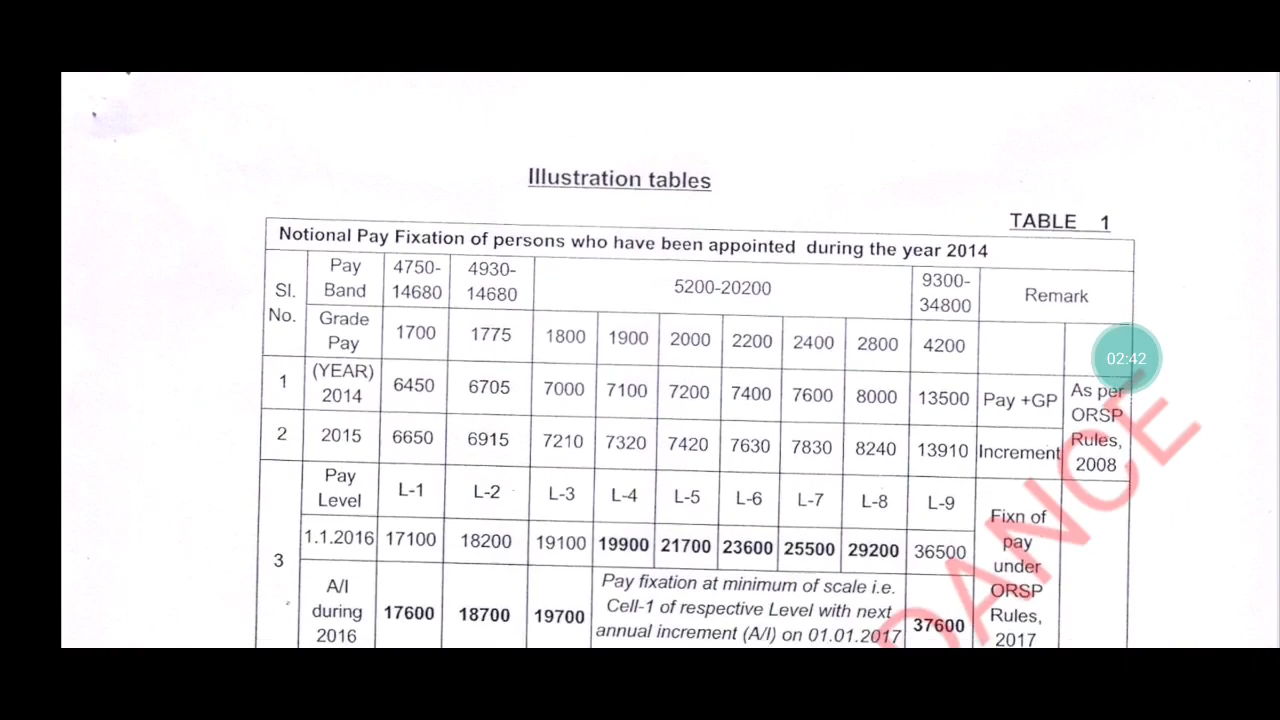 Illustration tables
TABLE 1
Notional Pay Fixation of persons who have been appointed during the year 2014
Sl. No. Pay Band 4750-14680 4930-14680 5200-20200 9300-34800 Remark
Grade Pay 1700 1775 1800 1900 2000 2200 2400 2800 4200
02:42
1 (YEAR) 2014 6450 6705 7000 7100 7200 7400 7600 8000 13500 Pay +GP As per ORSP Rules, 2008
2 2015 6650 6915 7210 7320 7420 7630 7830 8240 13910 Increment
3 Pay Level L-1 L-2 L-3 L-4 L-5 L-6 L-7 L-8 L-9 Fixn of pay under ORSP Rules, 2017
1.1.2016 17100 18200 19100 19900 21700 23600 25500 29200 36500
A/I during 2016 17600 18700 19700 Pay fixation at minimum of scale i.e. Cell-1 of respective Level with next annual increment (A/I) on 01.01.2017 37600
DANCE